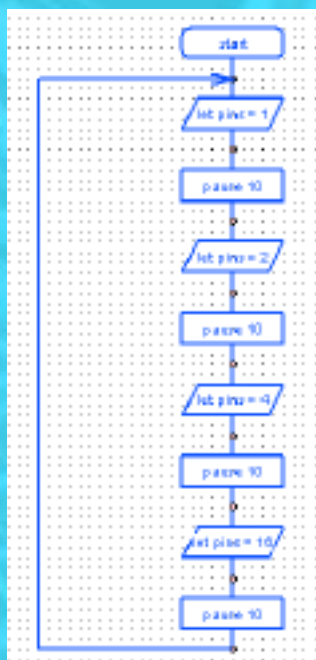 start
let pins = 1
pause 10
let pins = 2
pause 10
let pins = 4
pause 10
let pins = 16
pause 10